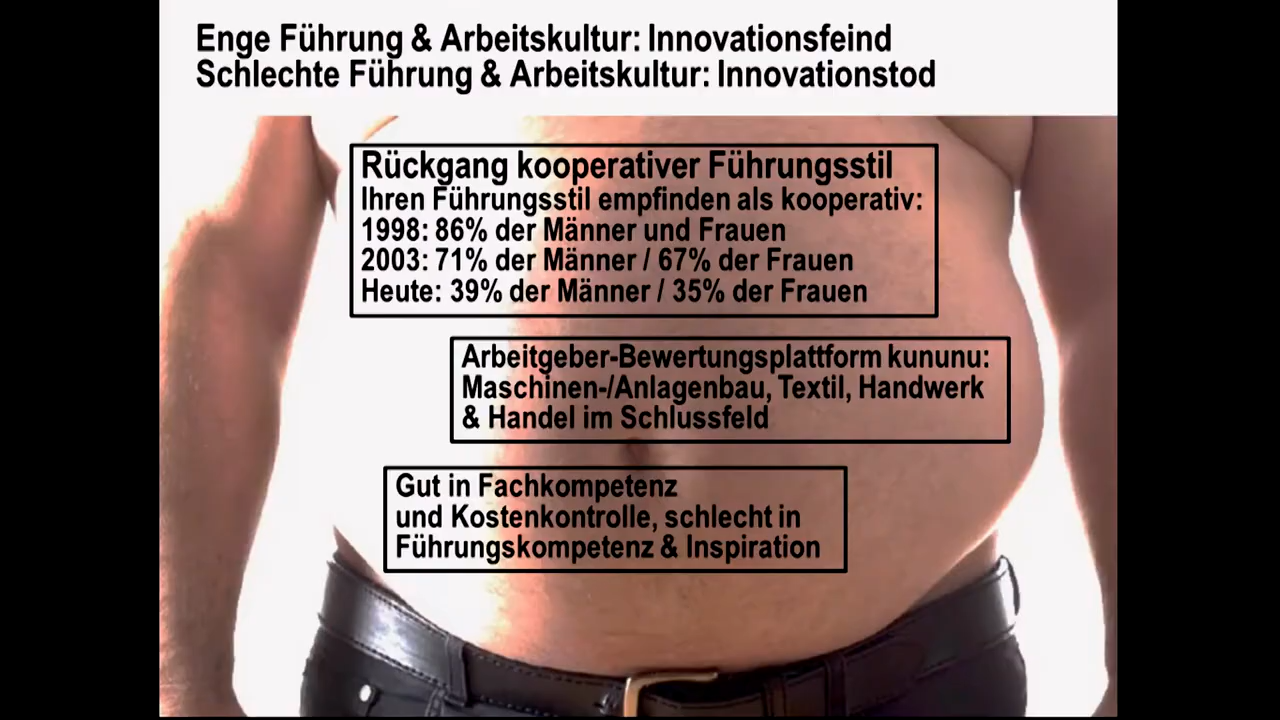 Enge Führung & Arbeitskultur: Innovationsfeind
Schlechte Führung & Arbeitskultur: Innovationstod
Rückgang kooperativer Führungsstil
Ihren Führungsstil empfinden als kooperativ:
1998: 86% der Männer und Frauen
2003: 71% der Männer / 67% der Frauen
Heute: 39% der Männer / 35% der Frauen
Arbeitgeber-Bewertungsplattform kununu:
Maschinen-/Anlagenbau, Textil, Handwerk
& Handel im Schlussfeld
Gut in Fachkompetenz
und Kostenkontrolle, schlecht in
Führungskompetenz & Inspiration